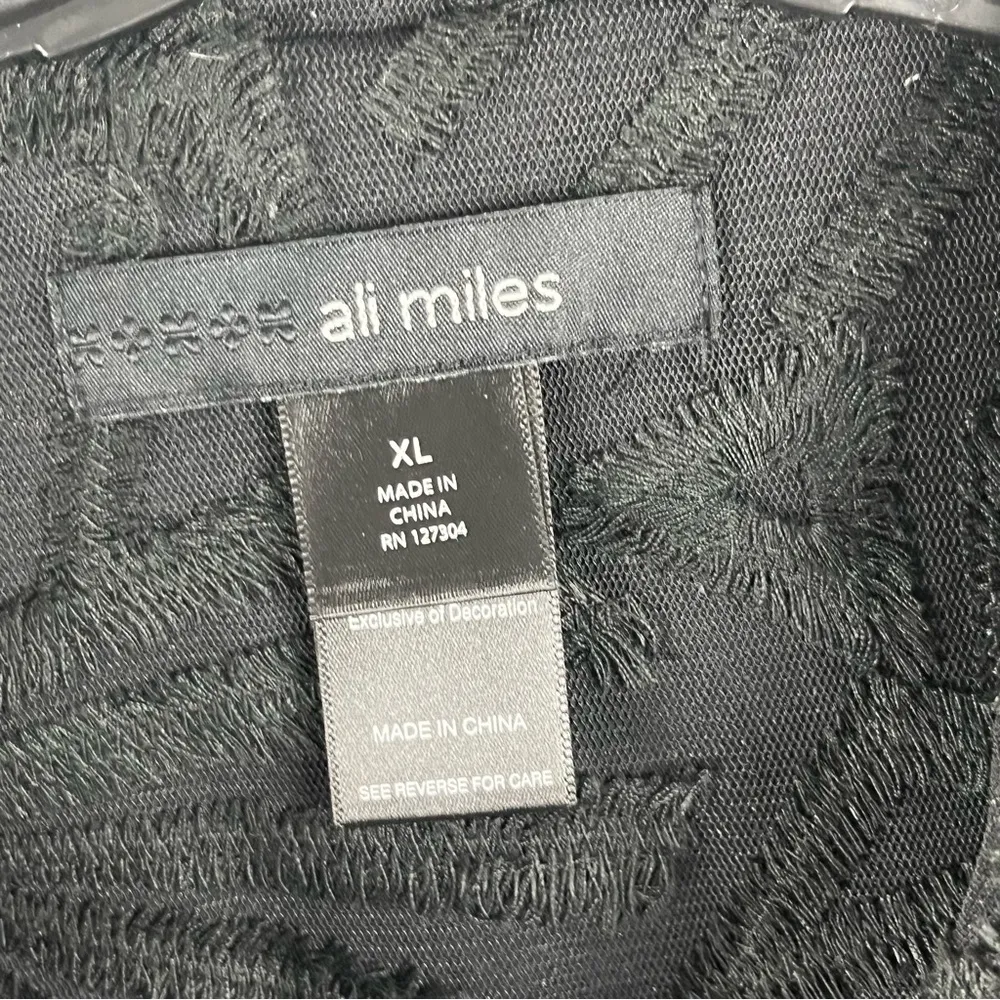 ali miles
XL
MADE IN
CHINA
RN 127304
Exclusive of Decoration
MADE IN CHINA
SEE REVERSE FOR CARE